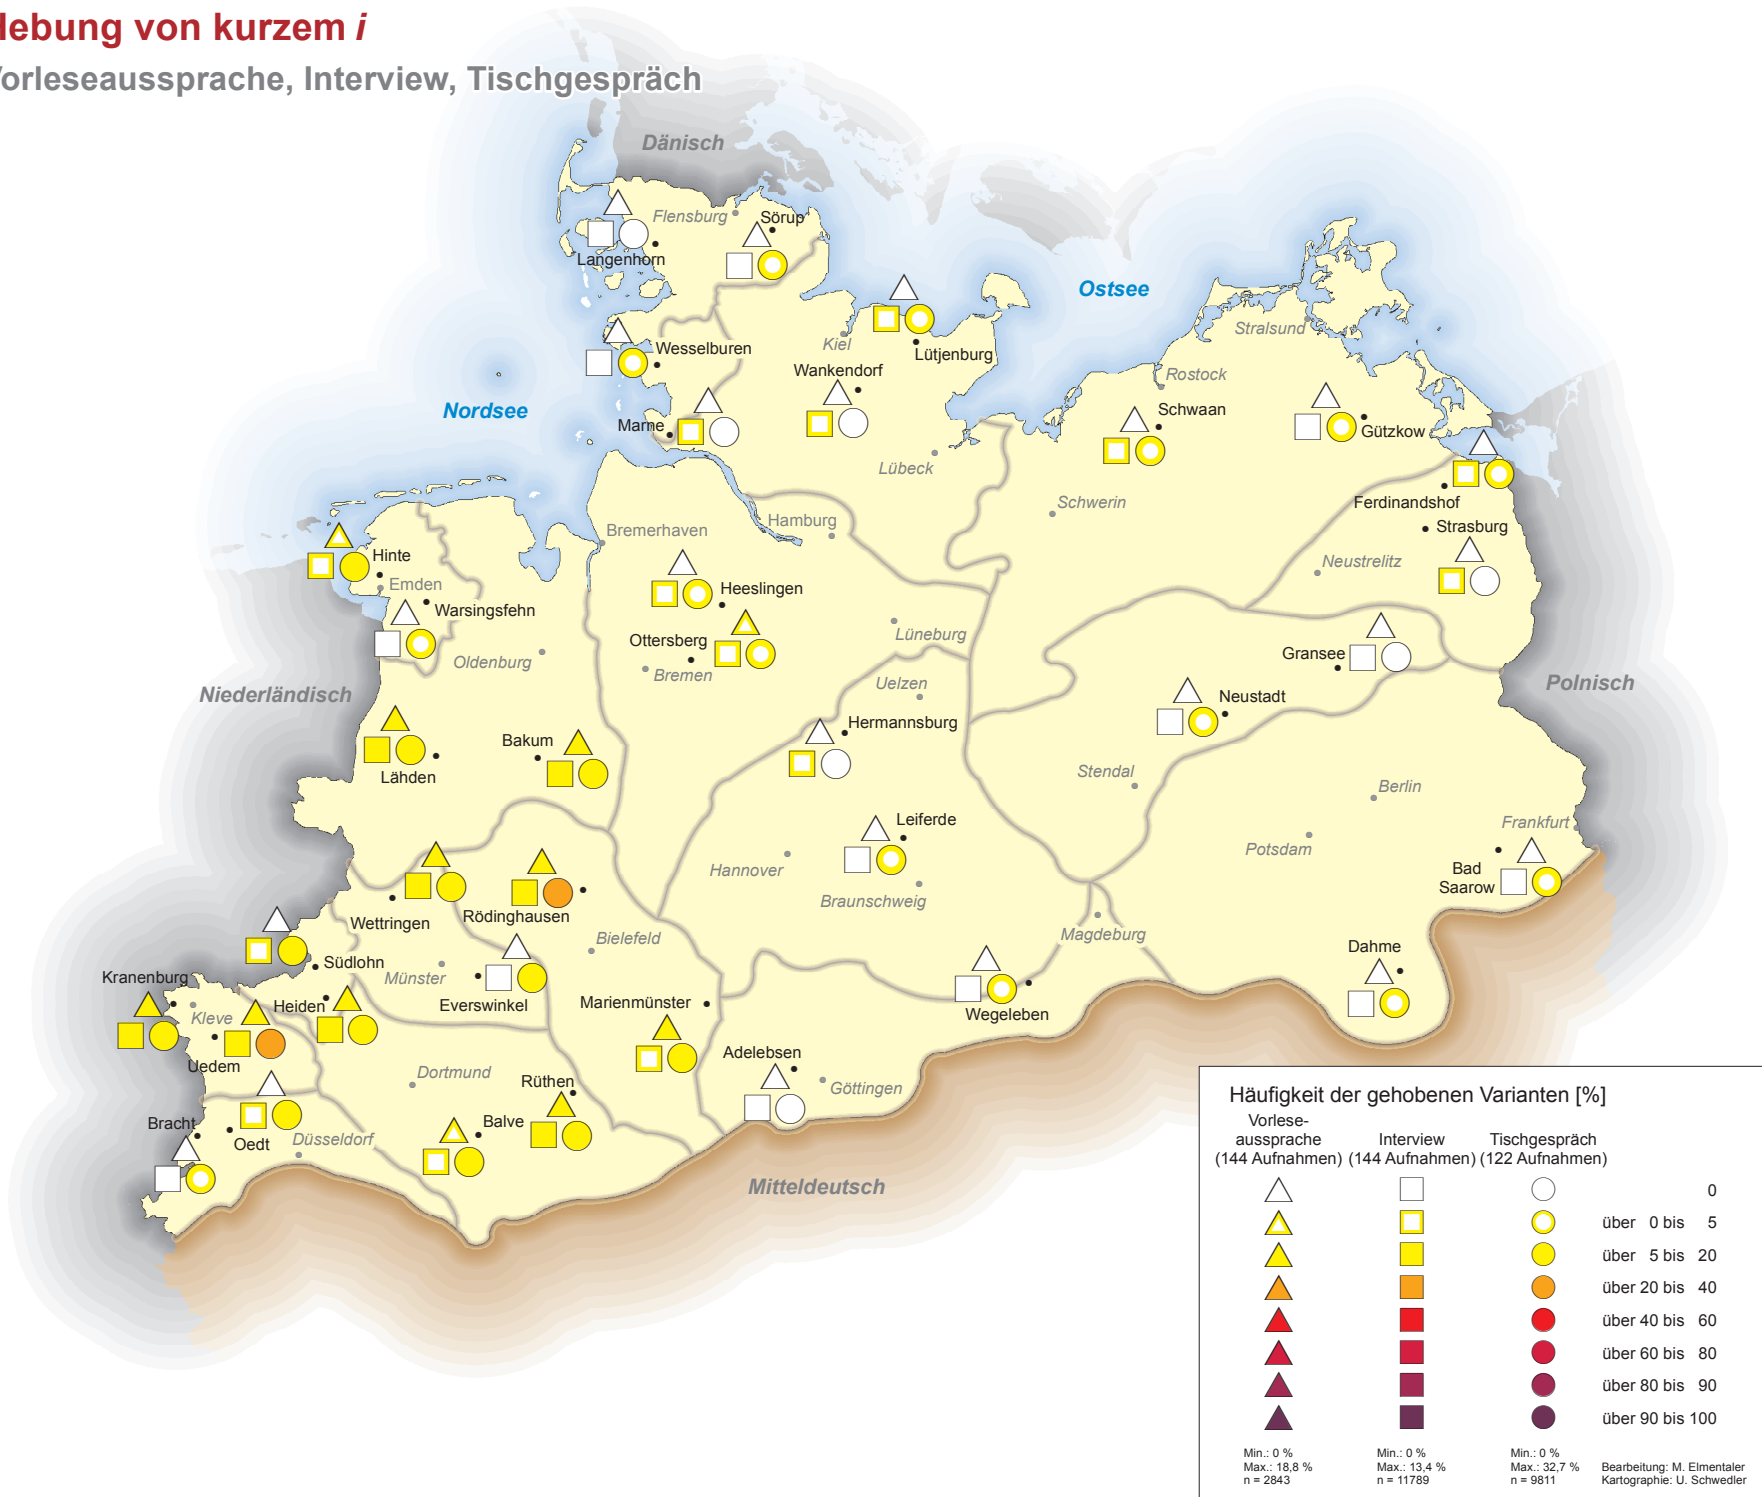 lebung von kurzem i
Vorleseaussprache, Interview, Tischgespräch
Dänisch
Flensburg
Sörup
Langenhorn
Ostsee
Stralsund
Kiel
Lütjenburg
Wesselburen
Wankendorf
Rostock
Nordsee
Schwaan
Marne
Gützkow
Lübeck
Schwerin
Ferdinandshof
Bremerhaven
Hamburg
Strasburg
Hinte
Neustrelitz
Emden
Heeslingen
Warsingsfehn
Ottersberg
Lüneburg
Oldenburg
Bremen
Gransee
Niederländisch
Uelzen
Polnisch
Neustadt
Hermannsburg
Bakum
Lähden
Stendal
Berlin
Leiferde
Frankfurt
Hannover
Potsdam
Bad
Saarow
Braunschweig
Wettringen
Rödinghausen
Bielefeld
Magdeburg
Dahme
Südlohn
Kranenburg
Münster
Heiden
Everswinkel
Marienmünster
Wegeleben
Kleve
Uedem
Adelebsen
Dortmund
Rüthen
Göttingen
Bracht
Oedt
Düsseldorf
Balve
Mitteldeutsch
Häufigkeit der gehobenen Varianten [%]
Vorlese-
aussprache Interview Tischgespräch
(144 Aufnahmen) (144 Aufnahmen) (122 Aufnahmen)
0
über 0 bis 5
über 5 bis 20
über 20 bis 40
über 40 bis 60
über 60 bis 80
über 80 bis 90
über 90 bis 100
Min.: 0 % Min.: 0 % Min.: 0 %
Max.: 18,8 % Max.: 13,4 % Max.: 32,7 % Bearbeitung: M. Elmentaler
n = 2843 n = 11789 n = 9811 Kartographie: U. Schwedler